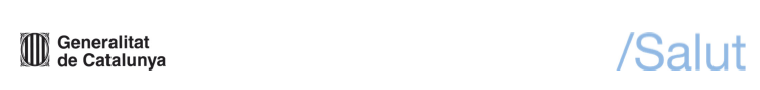 Generalitat
de Catalunya
/Salut